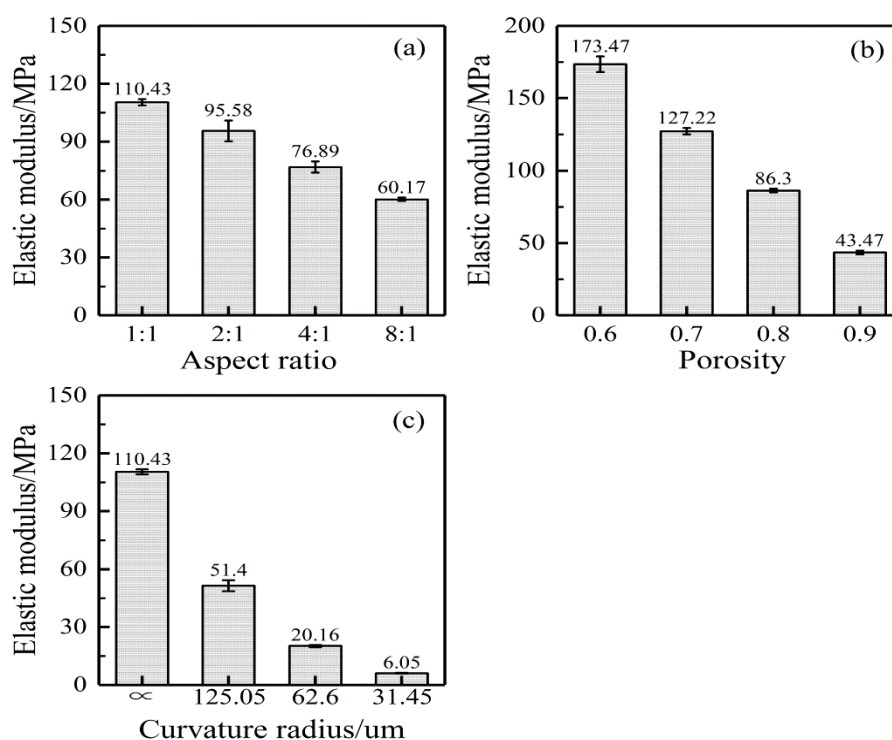 (a)
Elastic modulus/MPa
150
120
90
60
30
0
110.43
95.58
76.89
60.17
1:1 2:1 4:1 8:1
Aspect ratio
(b)
Elastic modulus/MPa
200
150
100
50
0
173.47
127.22
86.3
43.47
0.6 0.7 0.8 0.9
Porosity
(c)
Elastic modulus/MPa
150
120
90
60
30
0
110.43
51.4
20.16
6.05
∝ 125.05 62.6 31.45
Curvature radius/um